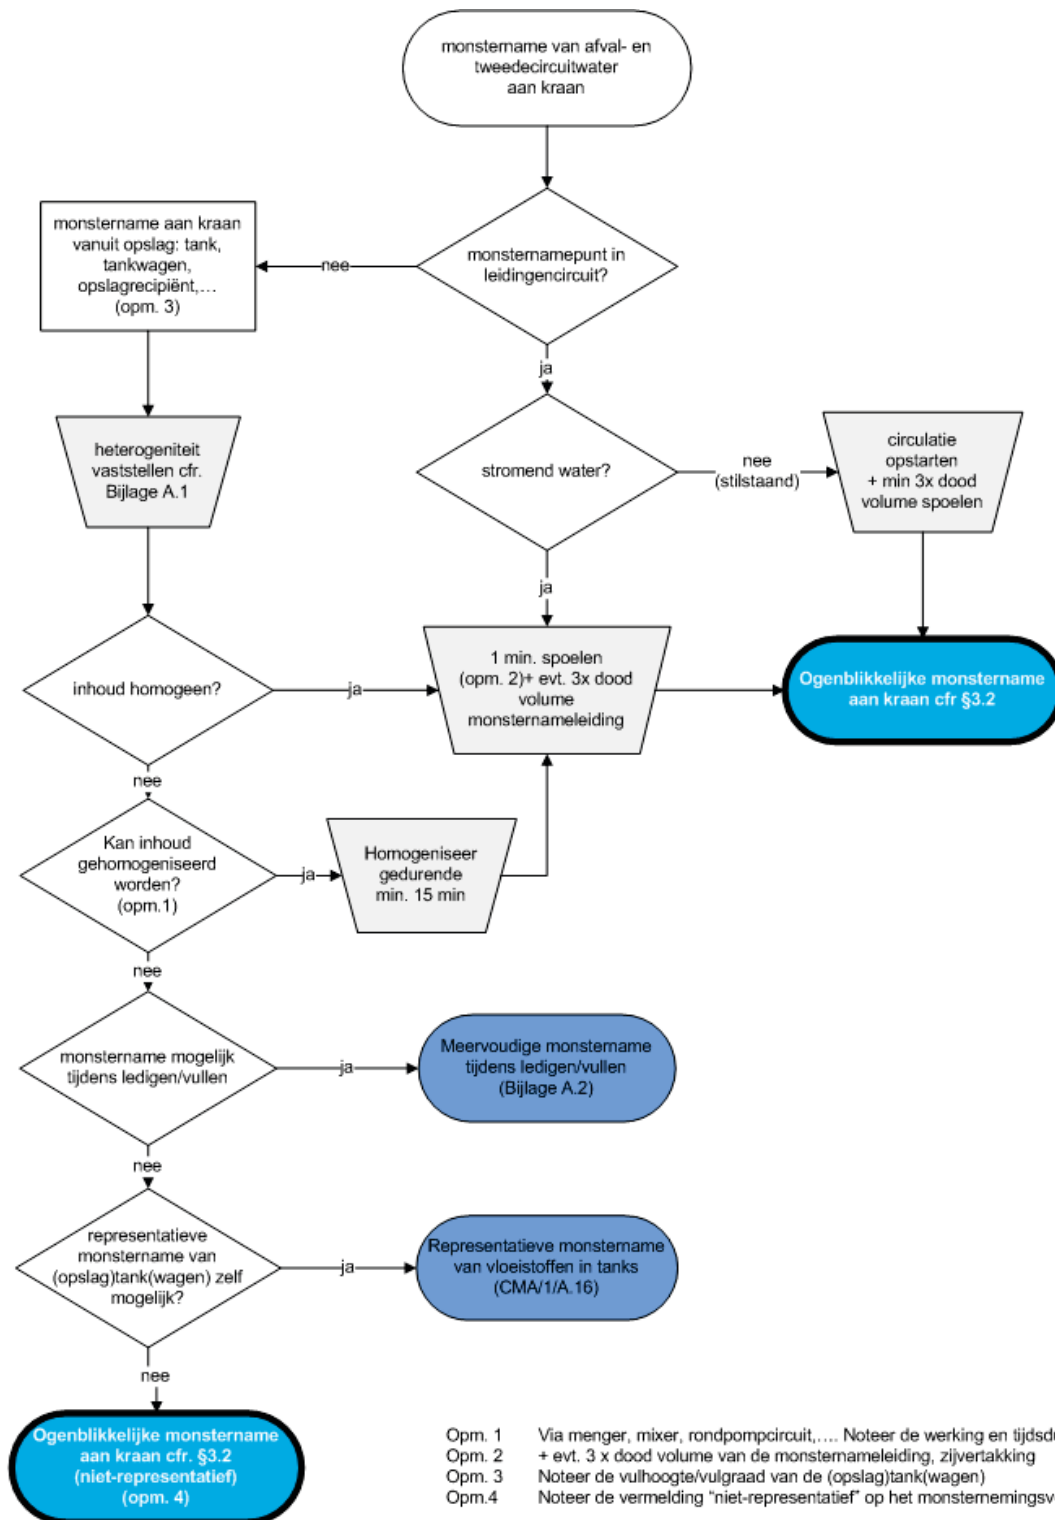 monstername van afval- en
tweedecircuitwater
aan kraan
monsternamepunt in
leidingencircuit?
nee
monstername aan kraan
vanuit opslag: tank,
tankwagen,
opslagrecipiënt,…
(opm. 3)
ja
heterogeniteit
vaststellen cfr.
Bijlage A.1
stromend water?
nee
(stilstaand)
circulatie
opstarten
+ min 3x dood
volume spoelen
ja
inhoud homogeen?
ja
1 min. spoelen
(opm. 2)+ evt. 3x dood
volume
monsternameleiding
Ogenblikkelijke monstername
aan kraan cfr §3.2
nee
Kan inhoud
gehomogeniseerd
worden?
(opm.1)
ja
Homogeniseer
gedurende
min. 15 min
nee
monstername mogelijk
tijdens ledigen/vullen
ja
Meervoudige monstername
tijdens ledigen/vullen
(Bijlage A.2)
nee
representatieve
monstername van
(opslag)tank(wagen) zelf
mogelijk?
ja
Representatieve monstername
van vloeistoffen in tanks
(CMA/1/A.16)
nee
Ogenblikkelijke monstername
aan kraan cfr. §3.2
(niet-representatief)
(opm. 4)
Opm. 1 Via menger, mixer, rondpompcircuit,.... Noteer de werking en
Opm. 2 + evt. 3 x dood volume van de monsternameleiding, zijvertakking
Opm. 3 Noteer de vulhoogte/vulgraad van de (opslag)tank(wagen)
Opm.4 Noteer de vermelding “niet-representatief” op het